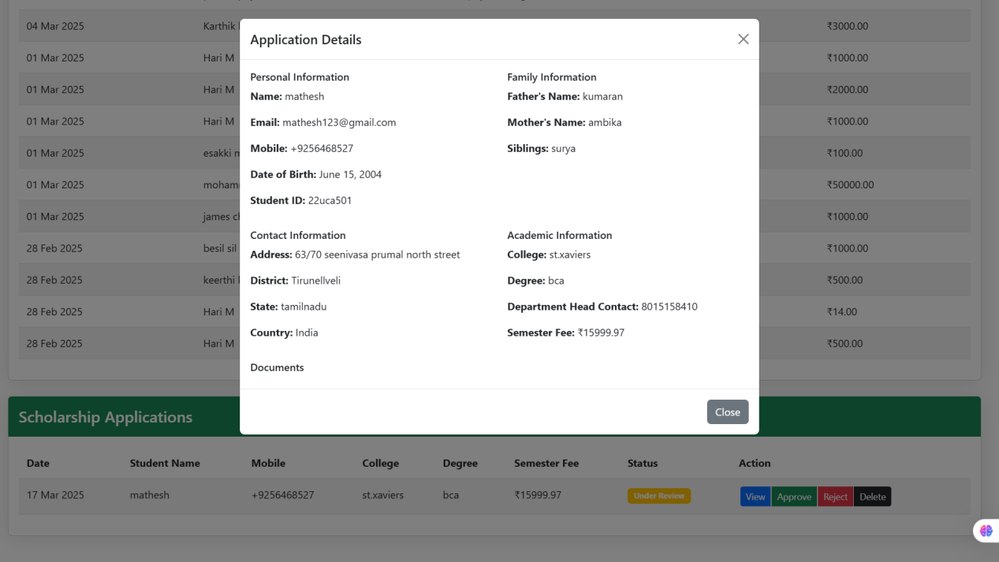 04 Mar 2025 Karthik ₹3000.00
Application Details
01 Mar 2025 Hari M ₹1000.00
Personal Information
Family Information
01 Mar 2025 Hari M ₹2000.00
Name: mathesh
Father's Name: kumaran
01 Mar 2025 Hari M ₹1000.00
Email: mathesh123@gmail.com
Mother's Name: ambika
01 Mar 2025 esakki ₹100.00
Mobile: +9256468527
Siblings: surya
01 Mar 2025 ₹50000.00
Date of Birth: June 15, 2004
Student ID: 22uca501
01 Mar 2025 james ₹1000.00
Contact Information
Academic Information
28 Feb 2025 besil sil ₹1000.00
Address: 63/70 seenivasa prumal north street
College: st.xaviers
28 Feb 2025 keerthi ₹500.00
District: Tirunellveli
Degree: bca
28 Feb 2025 Hari M ₹14.00
State: tamilnadu
Department Head Contact: 8015158410
Country: India
Semester Fee: ₹15999.97
28 Feb 2025 Hari M ₹500.00
Documents
Close
Scholarship Applications
Date Student Name Mobile College Degree Semester Fee Status Action
17 Mar 2025 mathesh +9256468527 st.xaviers bca ₹15999.97 Under Review View Approve Reject Delete